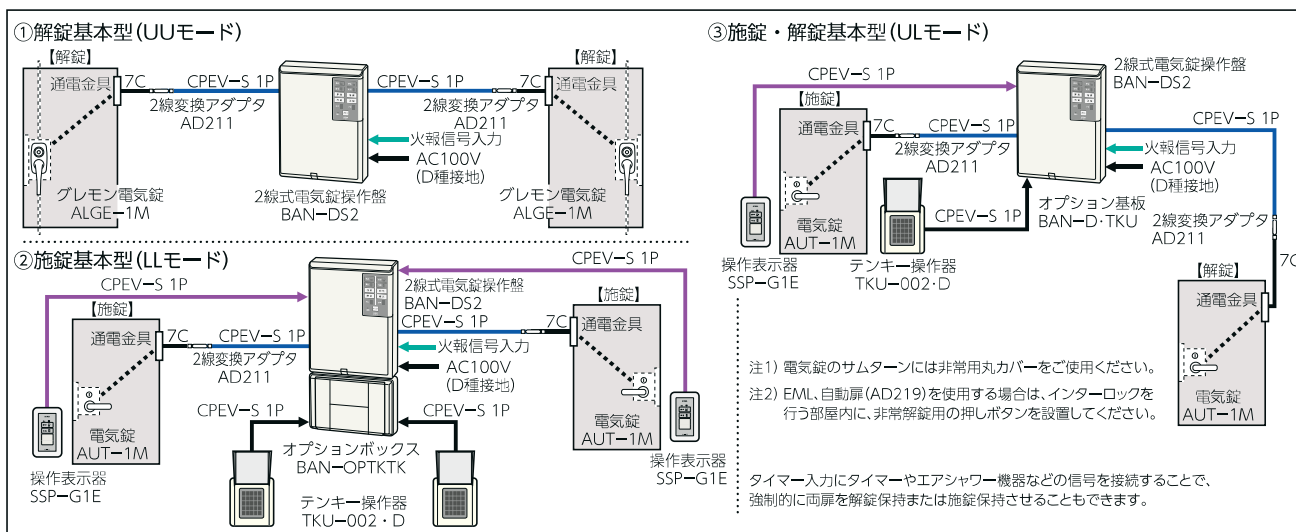 ①解錠基本型(UUモード)
【解錠】
通電金具
7C
CPEV-S 1P
2線変換アダプタ
AD211
グレモン電気錠
ALGE-1M
2線式電気錠操作盤
BAN-DS2
CPEV-S 1P
7C
2線変換アダプタ
AD211
火報信号入力
AC100V
(D種接地)
【解錠】
通電金具
グレモン電気錠
ALGE-1M
②施錠基本型(LLモード)
CPEV-S 1P
【施錠】
通電金具
7C
CPEV-S 1P
2線変換アダプタ
AD211
電気錠
AUT-1M
操作表示器
SSP-G1E
CPEV-S 1P
2線式電気錠操作盤
BAN-DS2
CPEV-S 1P
7C
2線変換アダプタ
AD211
火報信号入力
AC100V
(D種接地)
CPEV-S 1P
CPEV-S 1P
オプションボックス
BAN-OPTKTK
テンキー操作器
TKU-002・D
【施錠】
通電金具
電気錠
AUT-1M
操作表示器
SSP-G1E
③施錠・解錠基本型(ULモード)
CPEV-S 1P
2線式電気錠操作盤
BAN-DS2
【施錠】
通電金具
7C
CPEV-S 1P
2線変換アダプタ
AD211
CPEV-S 1P
火報信号入力
AC100V
(D種接地)
CPEV-S 1P
オプション基板
BAN-D・TKU
電気錠
AUT-1M
操作表示器
SSP-G1E
テンキー操作器
TKU-002・D
2線変換アダプタ
AD211
7C
【解錠】
通電金具
電気錠
AUT-1M
注1) 電気錠のサムターンには非常用丸カバーをご使用ください。
注2) EML、自動扉(AD219)を使用する場合は、インターロックを
行う部屋内に、非常解錠用の押しボタンを設置してください。
タイマー入力にタイマーやエアシャワー機器などの信号を接続することで、
強制的に両扉を解錠保持または施錠保持させることもできます。